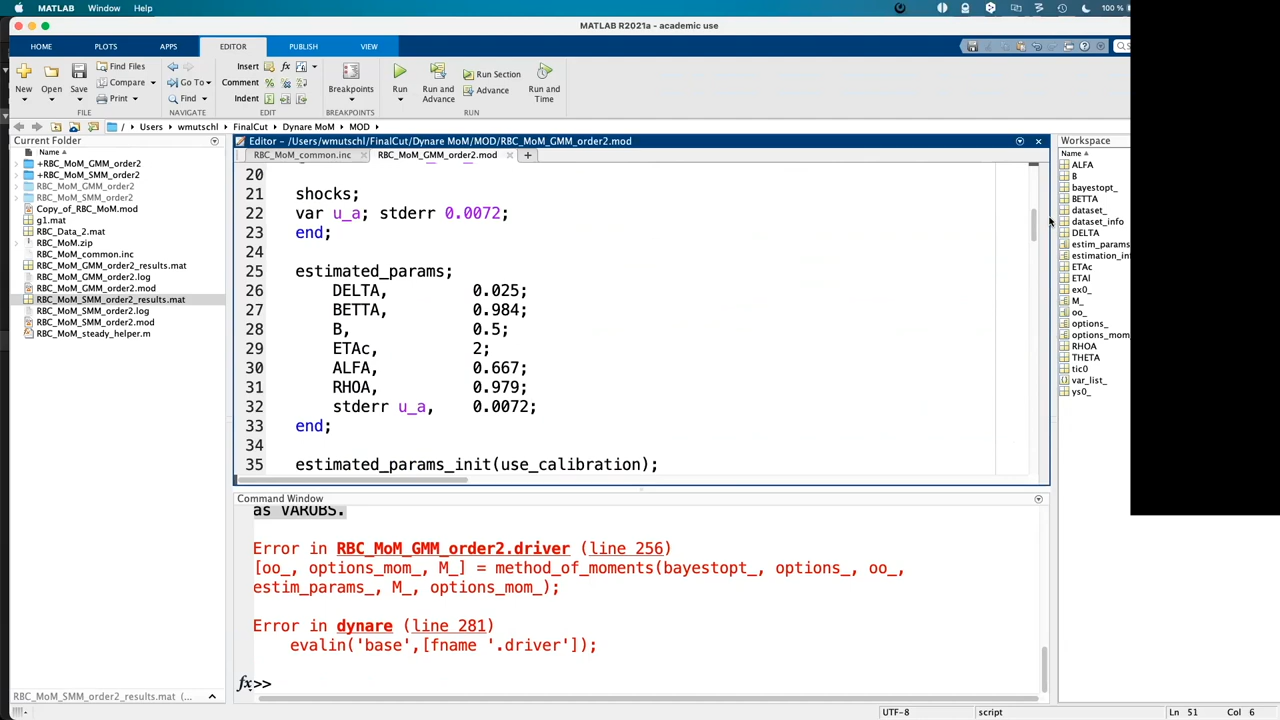 MATLAB Window Help 100 %
MATLAB R2021a - academic use
HOME PLOTS APPS EDITOR PUBLISH VIEW
New Open Save Find Files Compare Print FILE
Go To Find NAVIGATE
Insert Comment Indent EDIT
Breakpoints BREAKPOINTS
Run Run and Advance Run Section Advance Run and Time RUN
/ Users wmutschl FinalCut Dynare MoM MOD
Current Folder
Name
+RBC_MoM_GMM_order2
+RBC_MoM_SMM_order2
RBC_MoM_GMM_order2
RBC_MoM_SMM_order2
Copy_of_RBC_MoM.mod
g1.mat
RBC_Data_2.mat
RBC_MoM.zip
RBC_MoM_common.inc
RBC_MoM_GMM_order2_results.mat
RBC_MoM_GMM_order2.log
RBC_MoM_GMM_order2.mod
RBC_MoM_SMM_order2_results.mat
RBC_MoM_SMM_order2.log
RBC_MoM_SMM_order2.mod
RBC_MoM_steady_helper.m
RBC_MoM_SMM_order2_results.mat (...
Editor - /Users/wmutschl/FinalCut/Dynare MoM/MOD/RBC_MoM_GMM_order2.mod
RBC_MoM_common.inc RBC_MoM_GMM_order2.mod
20
21 shocks;
22 var u_a; stderr 0.0072;
23 end;
24
25 estimated_params;
26 DELTA, 0.025;
27 BETTA, 0.984;
28 B, 0.5;
29 ETAc, 2;
30 ALFA, 0.667;
31 RHOA, 0.979;
32 stderr u_a, 0.0072;
33 end;
34
35 estimated_params_init(use_calibration);
Command Window
as VAROBS.
Error in RBC_MoM_GMM_order2.driver (line 256)
[oo_, options_mom_, M_] = method_of_moments(bayestopt_, options_, oo_,
estim_params_, M_, options_mom_);
Error in dynare (line 281)
evalin('base',[fname '.driver']);
fx>>
Workspace
Name
ALFA
B
bayestopt_
BETTA
dataset_
dataset_info
DELTA
estim_params
estimation_in
ETAc
ETAl
ex0_
M_
oo_
options_
options_mom
RHOA
THETA
tic0
var_list_
ys0_
UTF-8 script Ln 51 Col 6